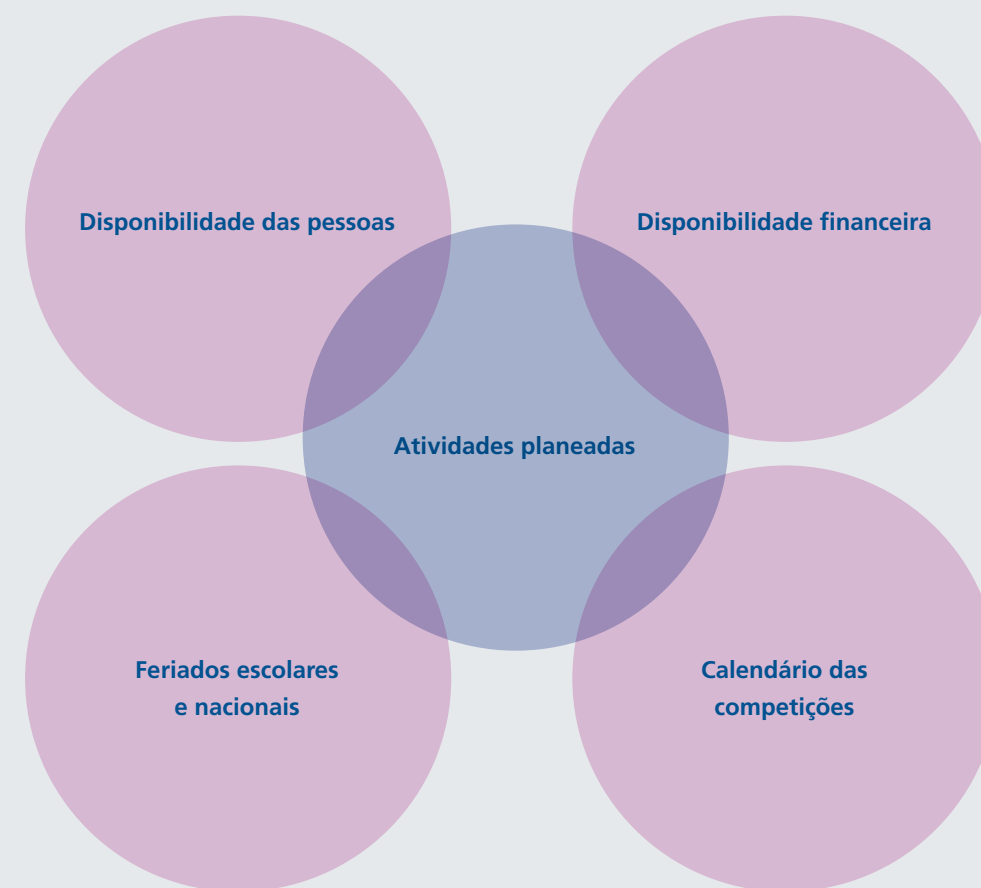 Disponibilidade das pessoas
Disponibilidade financeira
Atividades planeadas
Feriados escolares
e nacionais
Calendário das
competições